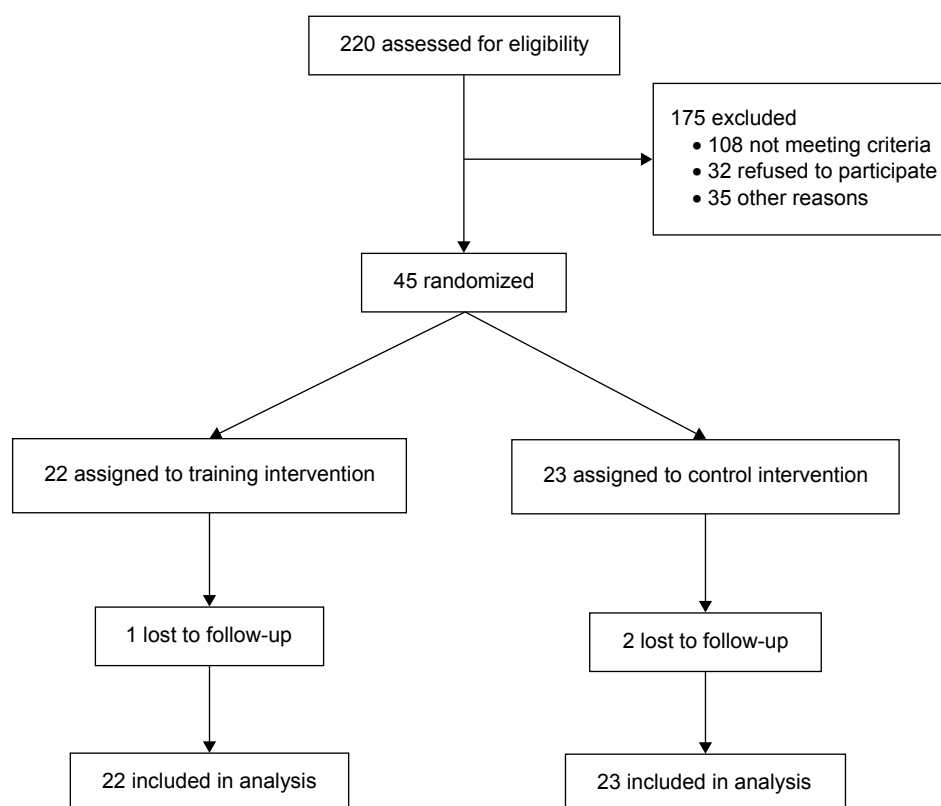 220 assessed for eligibility
175 excluded
• 108 not meeting criteria
• 32 refused to participate
• 35 other reasons
45 randomized
22 assigned to training intervention
23 assigned to control intervention
1 lost to follow-up
2 lost to follow-up
22 included in analysis
23 included in analysis